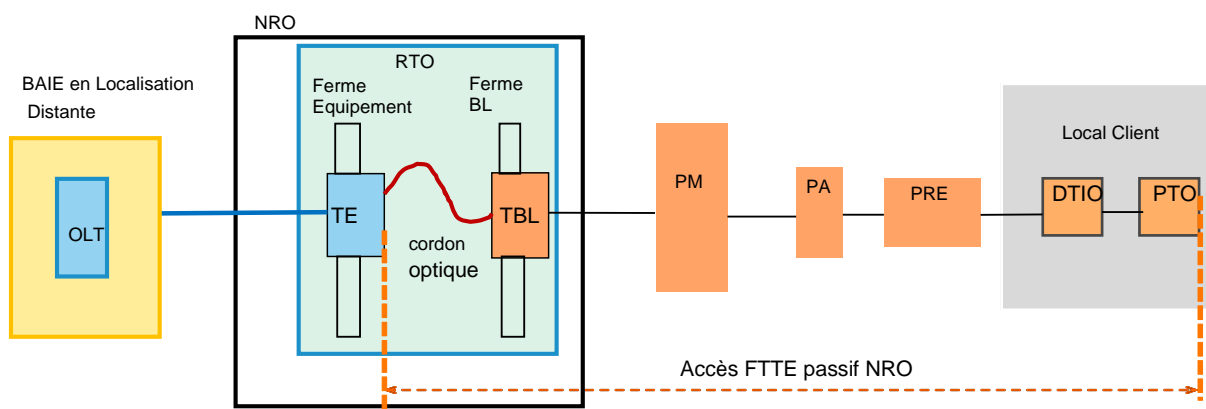 NRO
RTO
BAIE en Localisation
Distante
Ferme
Equipement
Ferme
BL
Local Client
OLT
TE
TBL
PM
PA
PRE
DTIO
PTO
cordon
optique
Accès FTTE passif NRO